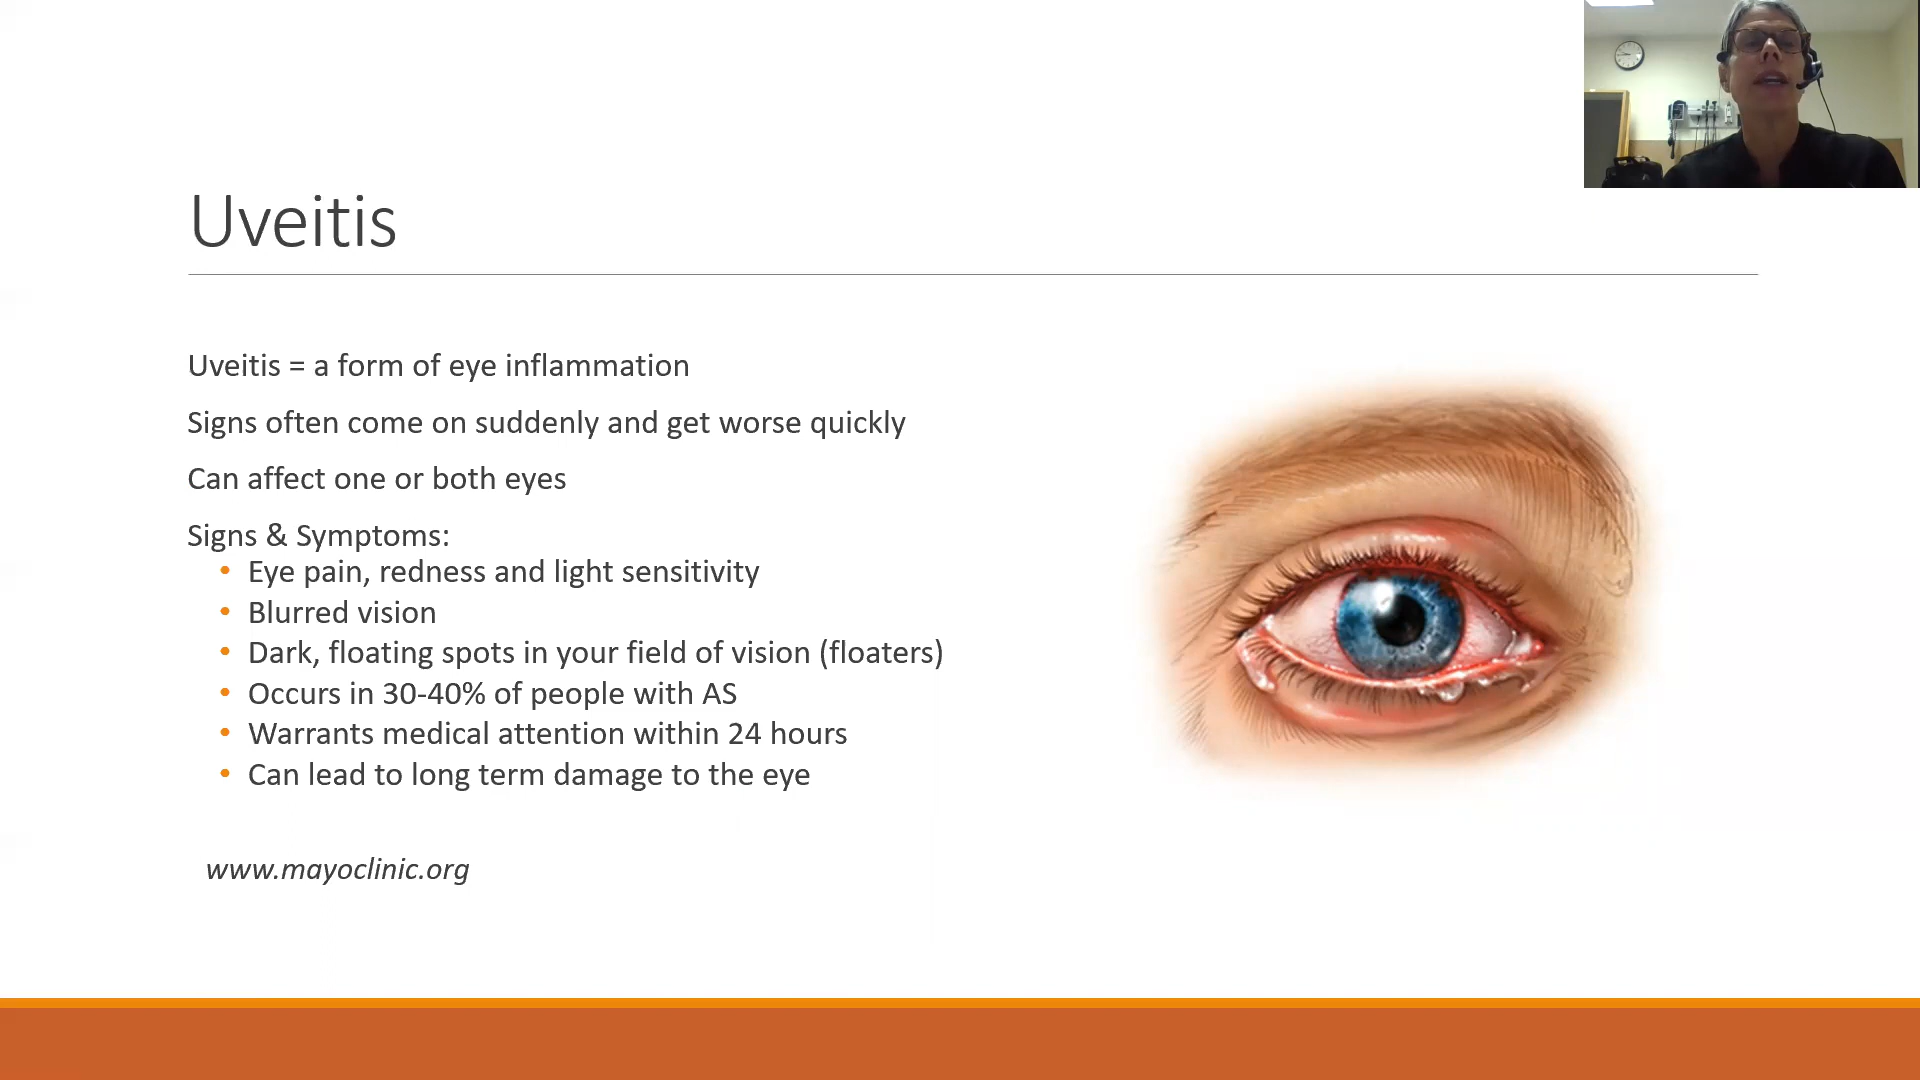 Uveitis
Uveitis = a form of eye inflammation
Signs often come on suddenly and get worse quickly
Can affect one or both eyes
Signs & Symptoms:
• Eye pain, redness and light sensitivity
• Blurred vision
• Dark, floating spots in your field of vision (floaters)
• Occurs in 30-40% of people with AS
• Warrants medical attention within 24 hours
• Can lead to long term damage to the eye
www.mayoclinic.org